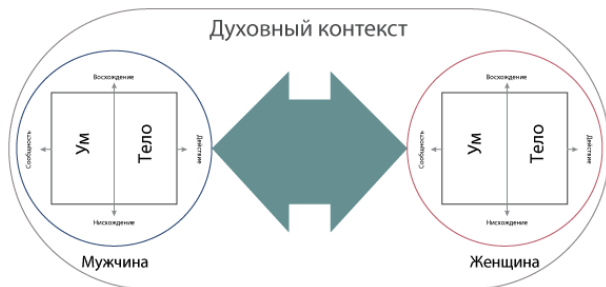 Духовный контекст
Восхождение
Сообщность
Ум
Тело
Действие
Нисхождение
Мужчина
Восхождение
Сообщность
Ум
Тело
Действие
Нисхождение
Женщина